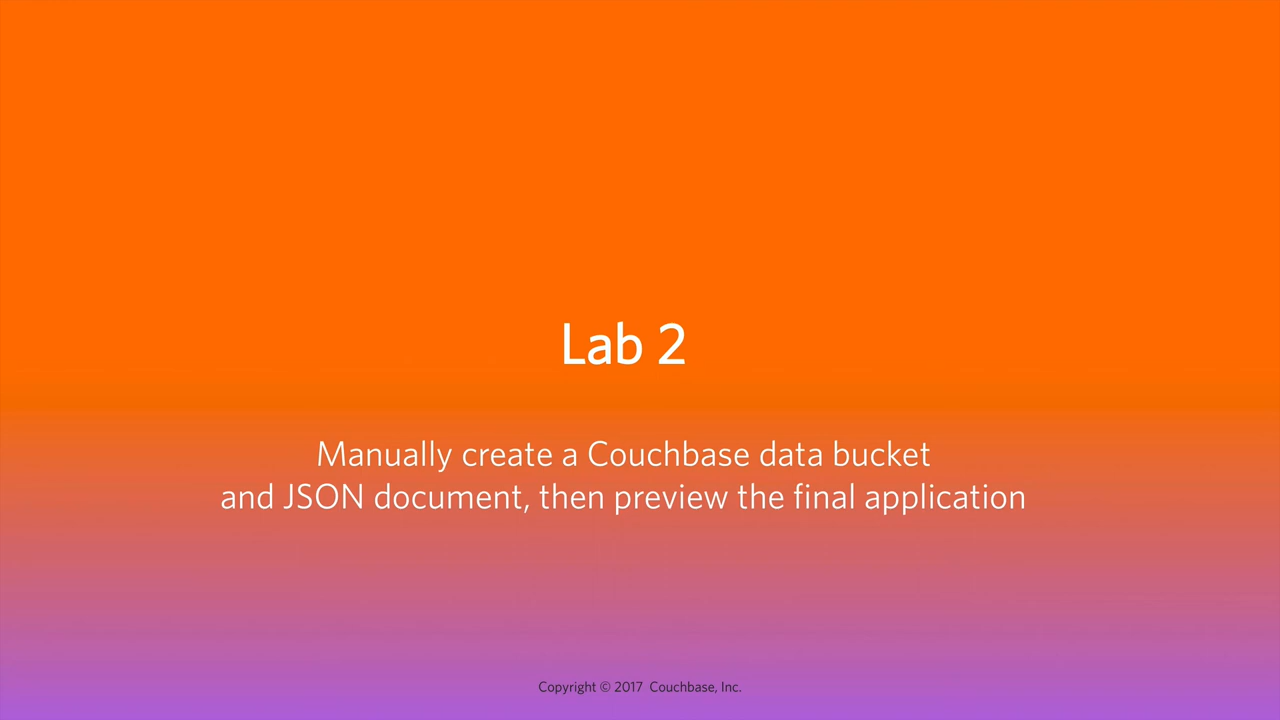 Lab 2
Manually create a Couchbase data bucket
and JSON document, then preview the final application
Copyright © 2017 Couchbase, Inc.